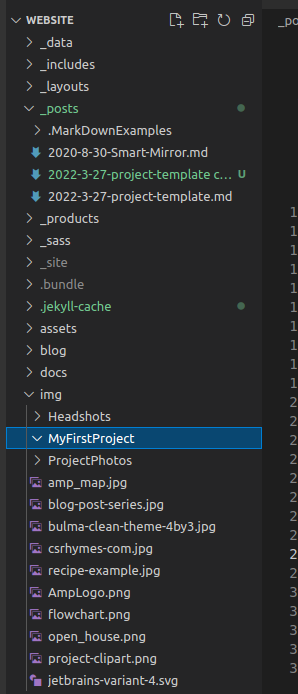 WEBSITE
_po
_data
_includes
_layouts
_posts
.MarkDownExamples
2020-8-30-Smart-Mirror.md
2022-3-27-project-template c... U
2022-3-27-project-template.md
_products
_sass
_site
.bundle
.jekyll-cache
assets
blog
docs
img
Headshots
MyFirstProject
ProjectPhotos
amp_map.jpg
blog-post-series.jpg
bulma-clean-theme-4by3.jpg
csrhymes-com.jpg
recipe-example.jpg
AmpLogo.png
flowchart.png
open_house.png
project-clipart.png
jetbrains-variant-4.svg